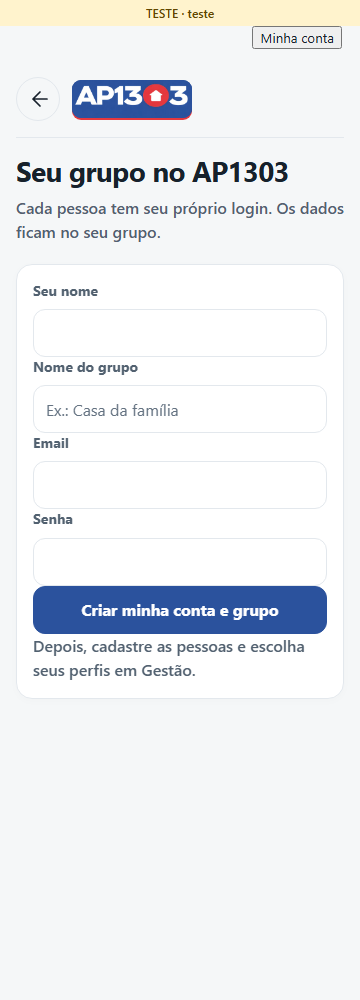 TESTE · teste
Minha conta
AP1303
Seu grupo no AP1303
Cada pessoa tem seu próprio login. Os dados
ficam no seu grupo.
Seu nome
Nome do grupo
Ex.: Casa da família
Email
Senha
Criar minha conta e grupo
Depois, cadastre as pessoas e escolha
seus perfis em Gestão.